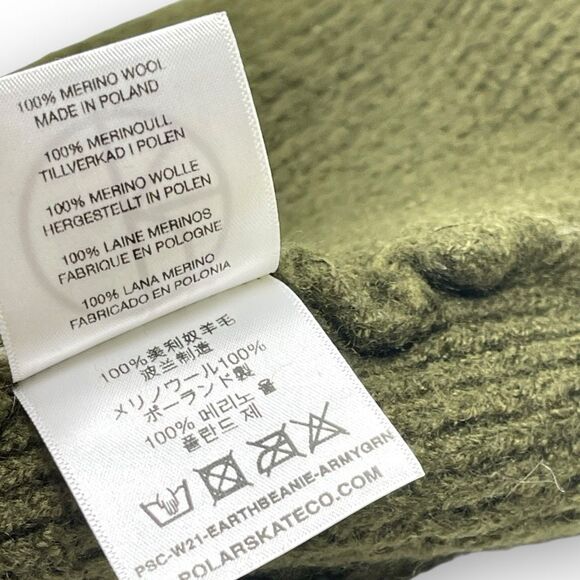 100% MERINO WOOL
MADE IN POLAND
100% MERINOULL
TILLVERKAD I POLEN
100% MERINO WOLLE
HERGESTELLT IN POLEN
100% LAINE MERINOS
FABRIQUE EN POLOGNE
100% LANA MERINO
FABRICADO EN POLONIA
100%美利奴羊毛
波兰制造
メリノウール100%
ポーランド製
100% 메리노 울
폴란드 제
PSC-W21-EARTHBEANIE-ARMYGRN
POLARSKATECO.COM